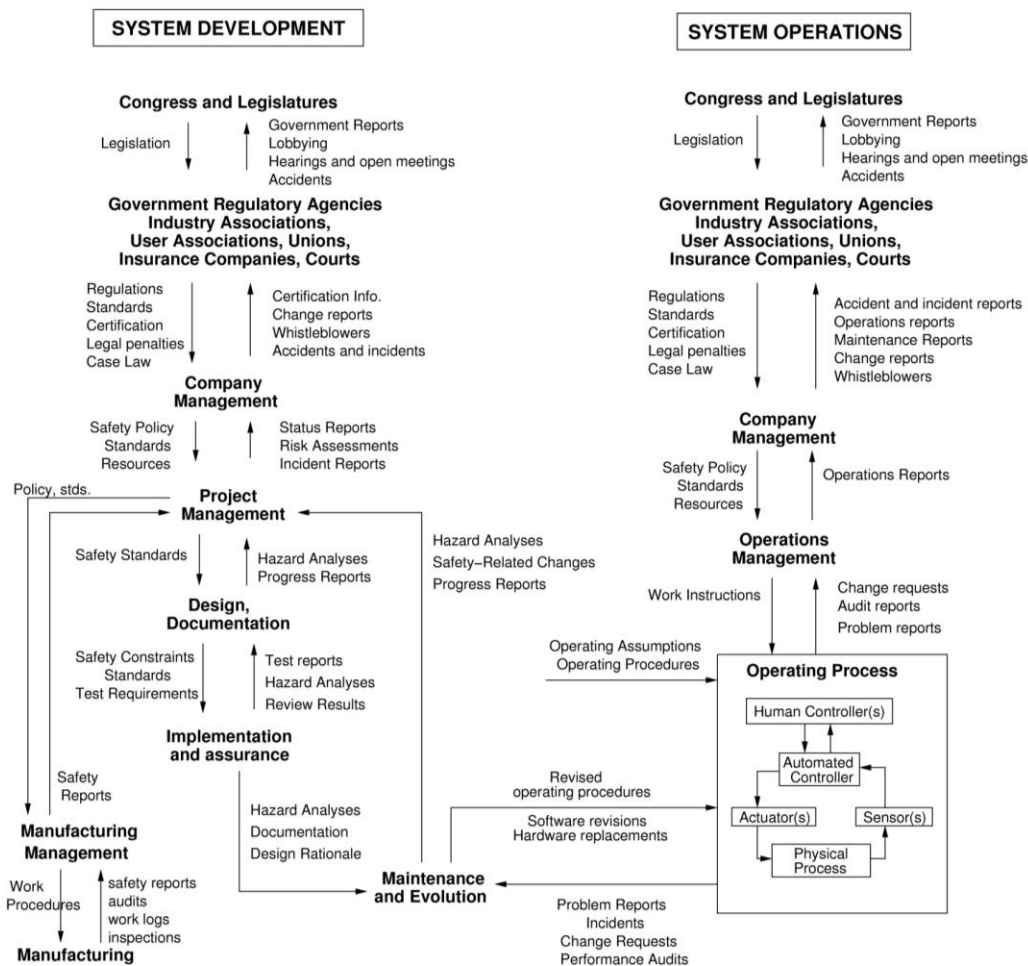 SYSTEM DEVELOPMENT
Congress and Legislatures
Legislation
Government Reports
Lobbying
Hearings and open meetings
Accidents
Government Regulatory Agencies
Industry Associations,
User Associations, Unions,
Insurance Companies, Courts
Regulations
Standards
Certification
Legal penalties
Case Law
Certification Info.
Change reports
Whistleblowers
Accidents and incidents
Company
Management
Safety Policy
Standards
Resources
Status Reports
Risk Assessments
Incident Reports
Policy, stds.
Project
Management
Safety Standards
Hazard Analyses
Progress Reports
Hazard Analyses
Safety−Related Changes
Progress Reports
Design,
Documentation
Safety Constraints
Standards
Test Requirements
Test reports
Hazard Analyses
Review Results
Implementation
and assurance
Safety
Reports
Hazard Analyses
Documentation
Design Rationale
Manufacturing
Management
Work
Procedures
safety reports
audits
work logs
inspections
Manufacturing
Maintenance
and Evolution
SYSTEM OPERATIONS
Congress and Legislatures
Legislation
Government Reports
Lobbying
Hearings and open meetings
Accidents
Government Regulatory Agencies
Industry Associations,
User Associations, Unions,
Insurance Companies, Courts
Regulations
Standards
Certification
Legal penalties
Case Law
Accident and incident reports
Operations reports
Maintenance Reports
Change reports
Whistleblowers
Company
Management
Safety Policy
Standards
Resources
Operations Reports
Operations
Management
Work Instructions
Change requests
Audit reports
Problem reports
Operating Assumptions
Operating Procedures
Operating Process
Human Controller(s)
Automated
Controller
Actuator(s)
Sensor(s)
Physical
Process
Revised
operating procedures
Software revisions
Hardware replacements
Problem Reports
Incidents
Change Requests
Performance Audits